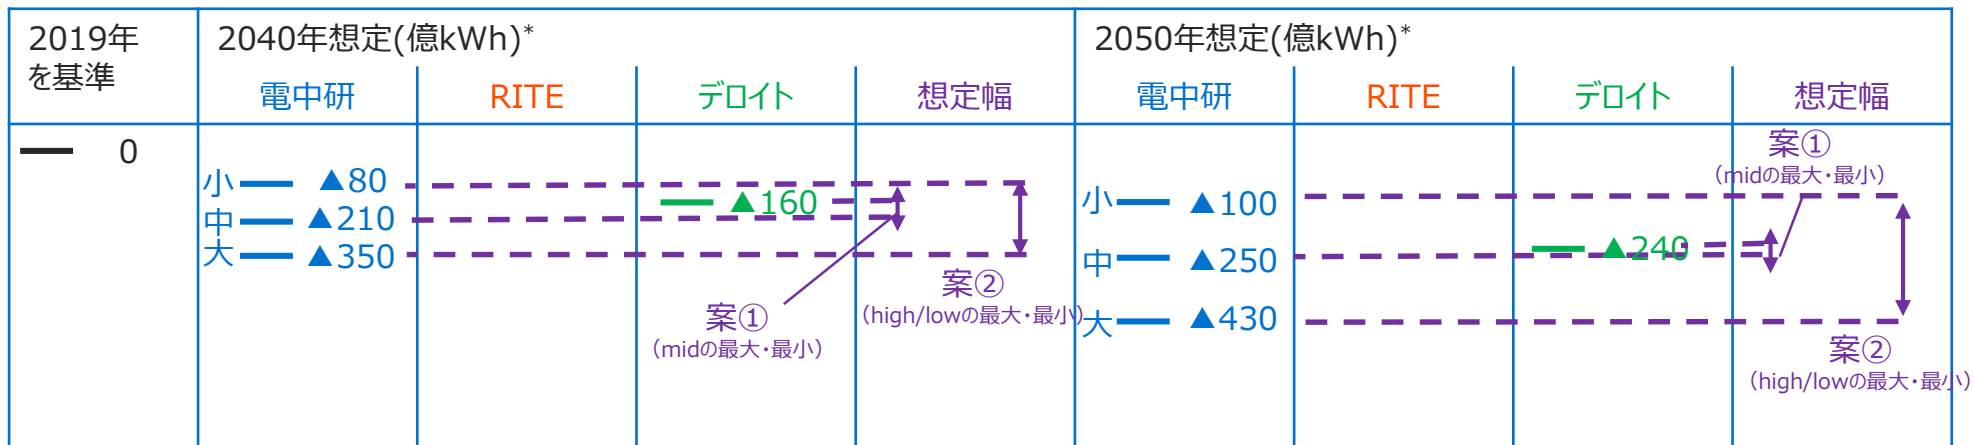 2019年
を基準
2040年想定(億kWh)*
2050年想定(億kWh)*
電中研
RITE
デロイト
想定幅
電中研
RITE
デロイト
想定幅
0
小 ▲80
中 ▲210
大 ▲350
▲160
案①
(midの最大・最小)
案②
(high/lowの最大・最小)
小 ▲100
中 ▲250
大 ▲430
▲240
案①
(midの最大・最小)
案②
(high/lowの最大・最小)